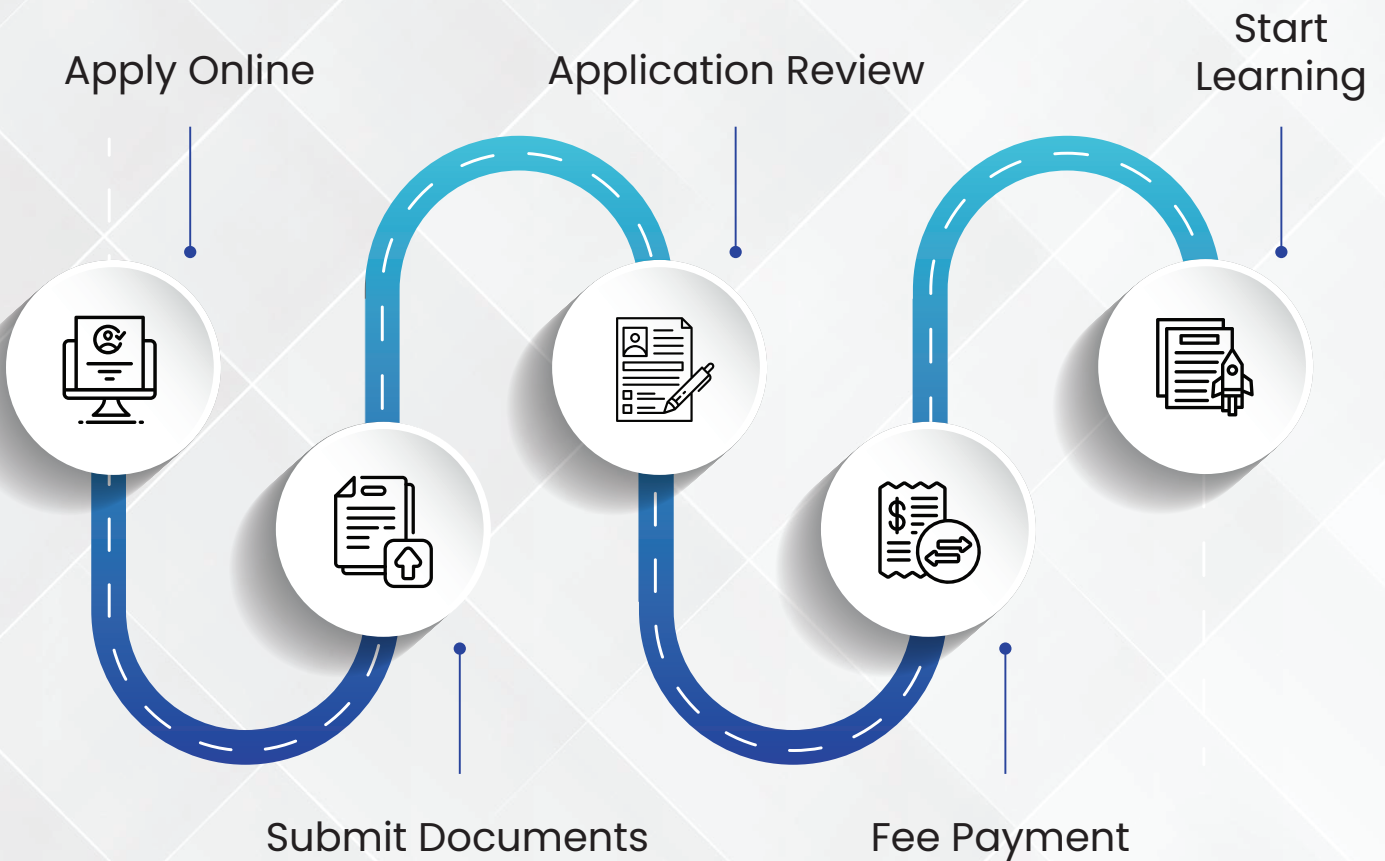 Apply Online
Submit Documents
Application Review
Fee Payment
Start
Learning
$